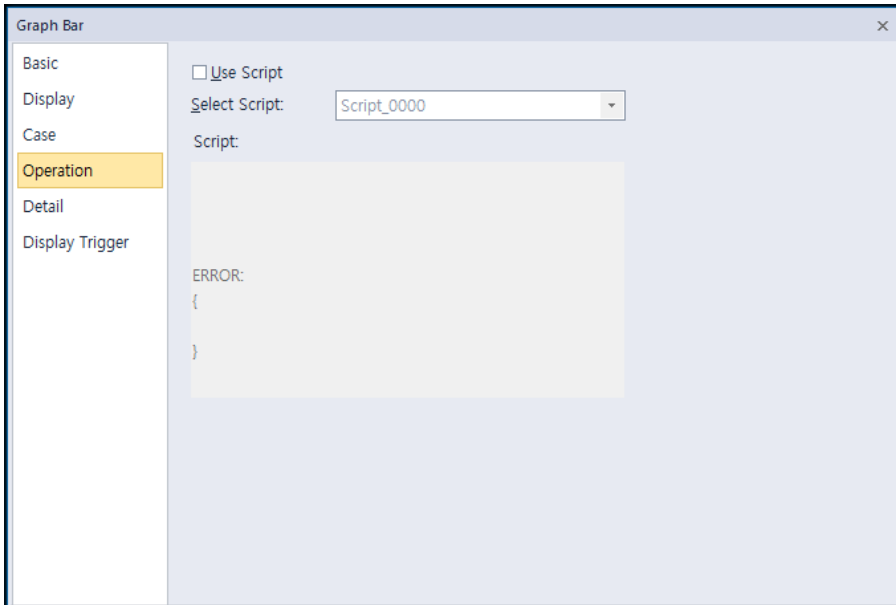 Graph Bar
Basic
Display
Case
Operation
Detail
Display Trigger
Use Script
Select Script: Script_0000
Script:
ERROR:
{
}